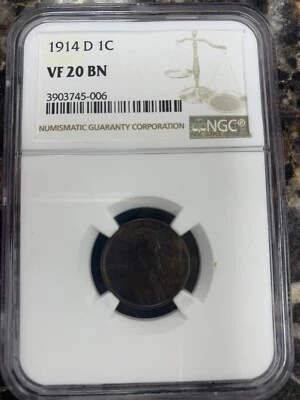 1914 D 1C
VF 20 BN
3903745-006
NUMISMATIC GUARANTY CORPORATION
NGC®